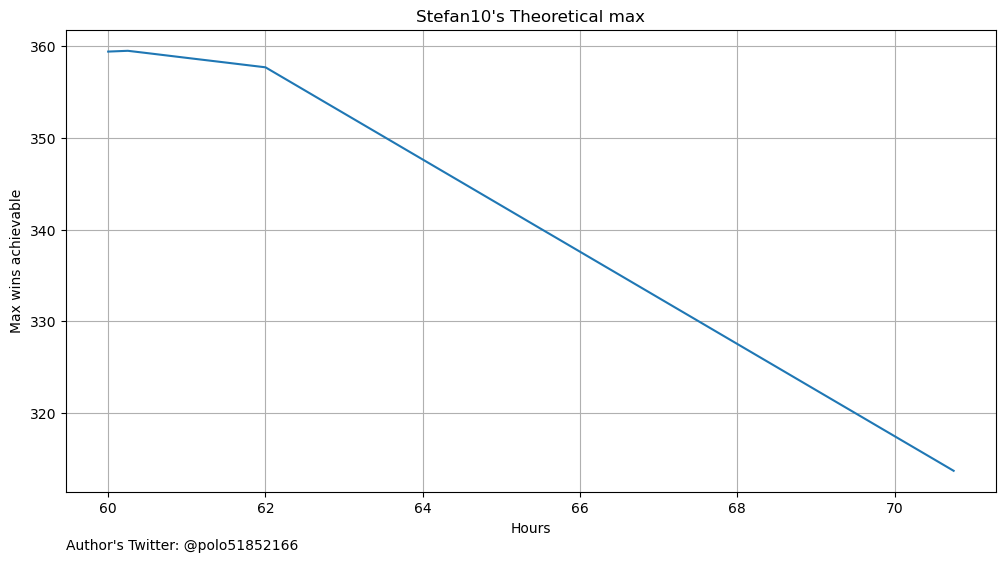 Stefan10's Theoretical max
360
350
340
330
320
Max wins achievable
60 62 64 66 68 70
Hours
Author's Twitter: @polo51852166